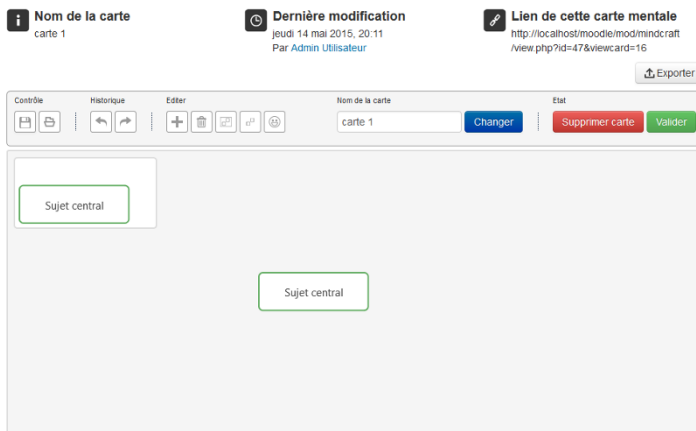 Nom de la carte
carte 1
Dernière modification
jeudi 14 mai 2015, 20:11
Par Admin Utilisateur
Lien de cette carte mentale
http://localhost/moodle/mod/mindcraft
/view.php?id=47&viewcard=16
Exporter
Contrôle
Historique
Editer
Nom de la carte
Etat
carte 1
Changer
Supprimer carte
Valider
Sujet central
Sujet central